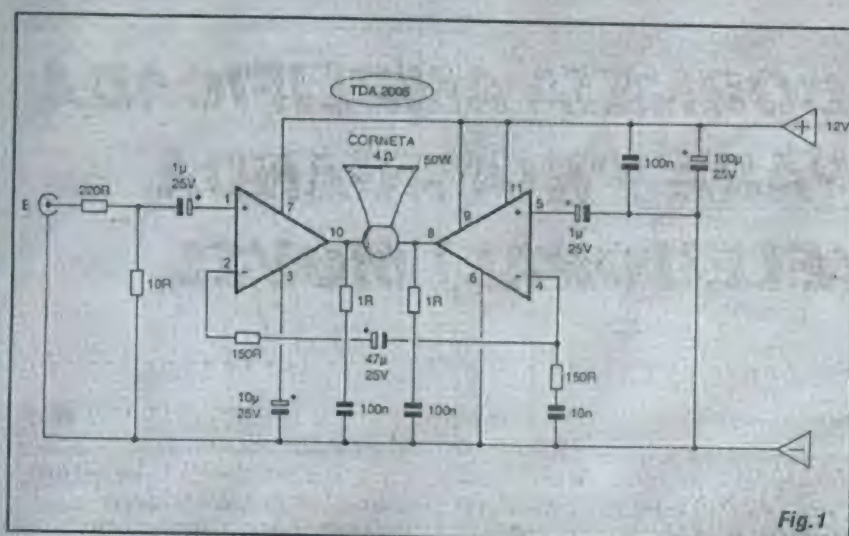 TDA 2005
CORNETA
4 Ω
50W
12V
1µ
25V
220R
E
1
7
10
8
9
11
5
1µ
25V
100n
100µ
25V
2
3
6
4
10R
1R
1R
150R
47µ
25V
150R
10µ
25V
100n
100n
10n
Fig.1